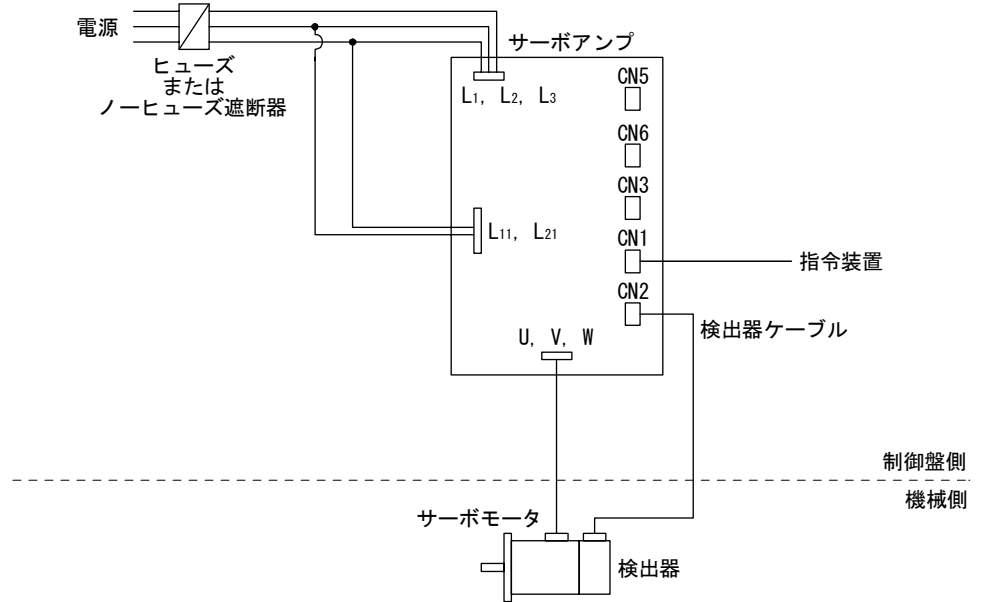 電源
ヒューズ
または
ノーヒューズ遮断器
サーボアンプ
L1, L2, L3
CN5
CN6
CN3
L11, L21
CN1
指令装置
CN2
検出器ケーブル
U, V, W
制御盤側
機械側
サーボモータ
検出器